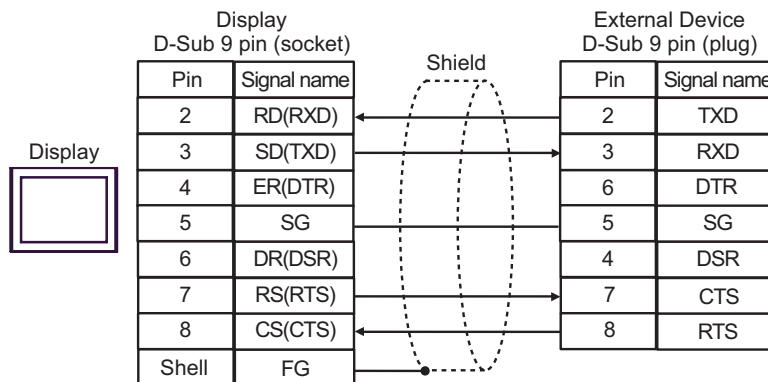 Display
D-Sub 9 pin (socket)
External Device
D-Sub 9 pin (plug)
Shield
Pin Signal name
2 RD(RXD)
3 SD(TXD)
4 ER(DTR)
5 SG
6 DR(DSR)
7 RS(RTS)
8 CS(CTS)
Shell FG
Pin Signal name
2 TXD
3 RXD
6 DTR
5 SG
4 DSR
7 CTS
8 RTS
Display